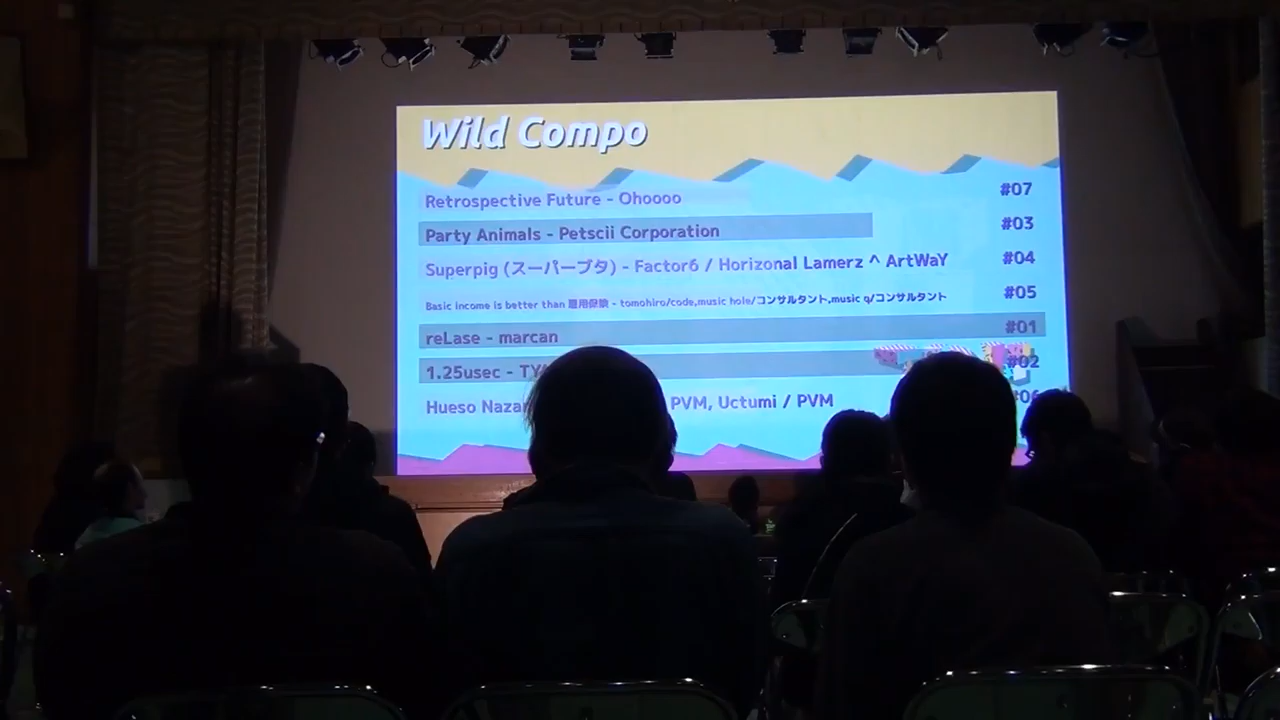 Wild Compo
Retrospective Future - Ohoooo #07
Party Animals - Petscii Corporation #03
Superpig (スーパーブタ) - Factor6 / Horizonal Lamerz ^ ArtWaY #04
Basic income is better than 雇用保険 - tomohiro/code,music hole/コンサルタント,music q/コンサルタント #05
reLase - marcan #01
1.25usec - #02
Hueso PVM, Uctumi / PVM